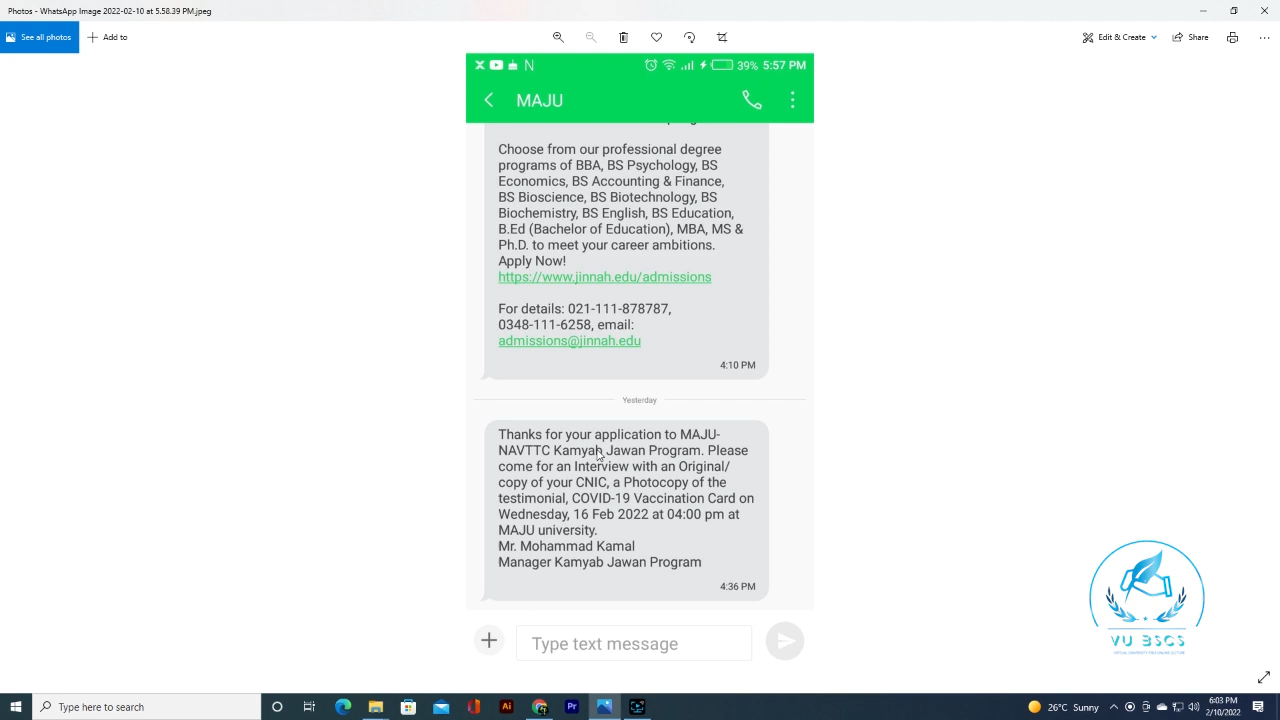 Photos - WhatsApp Image 2022-02-10 at 5.58.39 PM.jpeg
See all photos
Add to
Edit & Create
Share
N
39% 5:57 PM
MAJU
Choose from our professional degree
programs of BBA, BS Psychology, BS
Economics, BS Accounting & Finance,
BS Bioscience, BS Biotechnology, BS
Biochemistry, BS English, BS Education,
B.Ed (Bachelor of Education), MBA, MS &
Ph.D. to meet your career ambitions.
Apply Now!
https://www.jinnah.edu/admissions
For details: 021-111-878787,
0348-111-6258, email:
admissions@jinnah.edu
4:10 PM
Yesterday
Thanks for your application to MAJU-
NAVTTC Kamyab Jawan Program. Please
come for an Interview with an Original/
copy of your CNIC, a Photocopy of the
testimonial, COVID-19 Vaccination Card on
Wednesday, 16 Feb 2022 at 04:00 pm at
MAJU university.
Mr. Mohammad Kamal
Manager Kamyab Jawan Program
4:36 PM
Type text message
VU BSCS
Type here to search
Ai
Pr
26°C Sunny
6:03 PM
2/10/2022